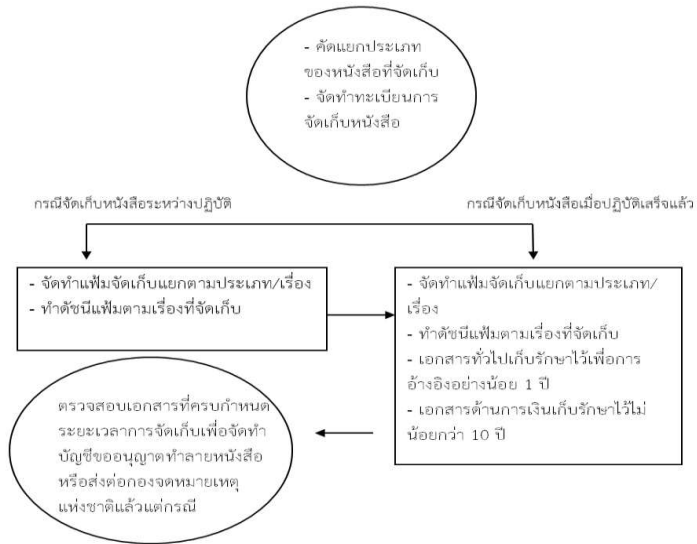 - คัดแยกประเภท
ของหนังสือที่จัดเก็บ
- จัดทำทะเบียนการ
จัดเก็บหนังสือ
กรณีจัดเก็บหนังสือระหว่างปฏิบัติ
กรณีจัดเก็บหนังสือเมื่อปฏิบัติเสร็จแล้ว
- จัดทำแฟ้มจัดเก็บแยกตามประเภท/เรื่อง
- ทำดัชนีแฟ้มตามเรื่องที่จัดเก็บ
- จัดทำแฟ้มจัดเก็บแยกตามประเภท/
เรื่อง
- ทำดัชนีแฟ้มตามเรื่องที่จัดเก็บ
- เอกสารทั่วไปเก็บรักษาไว้เพื่อการ
อ้างอิงอย่างน้อย 1 ปี
- เอกสารด้านการเงินเก็บรักษาไว้ไม่
น้อยกว่า 10 ปี
ตรวจสอบเอกสารที่ครบกำหนด
ระยะเวลาการจัดเก็บเพื่อจัดทำ
บัญชีขออนุญาตทำลายหนังสือ
หรือส่งต่อกองจดหมายเหตุ
แห่งชาติแล้วแต่กรณี